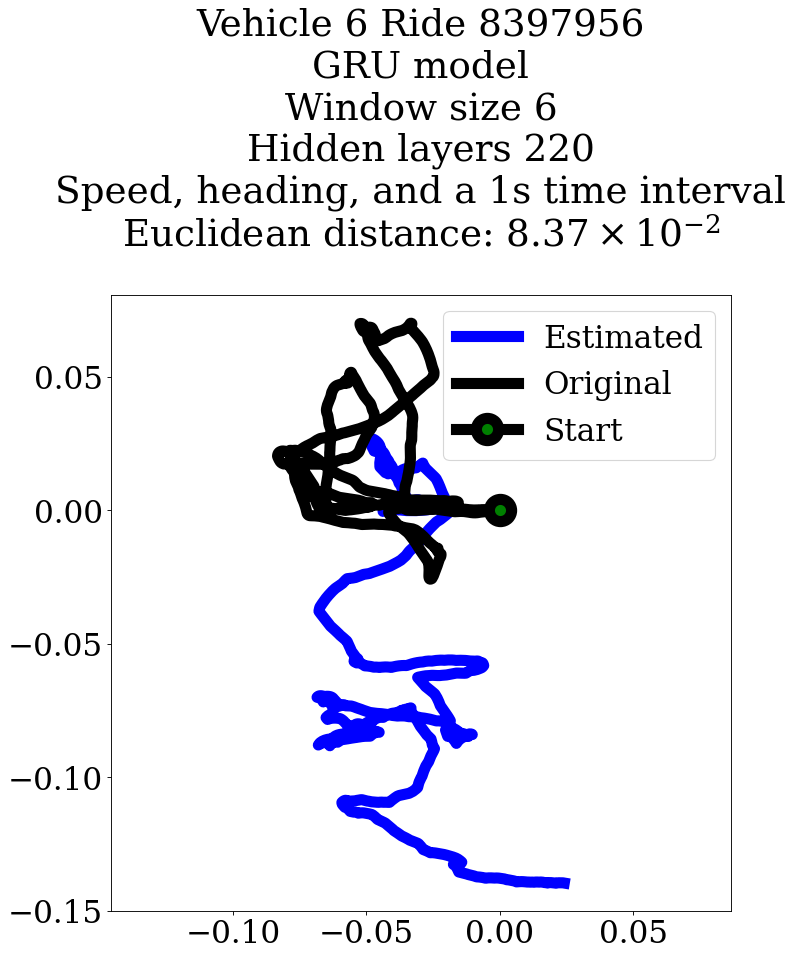 Vehicle 6 Ride 8397956
GRU model
Window size 6
Hidden layers 220
Speed, heading, and a 1s time interval
Euclidean distance: 8.37 × 10⁻²
Estimated
Original
Start
0.05
0.00
−0.05
−0.10
−0.15
−0.10
−0.05
0.00
0.05